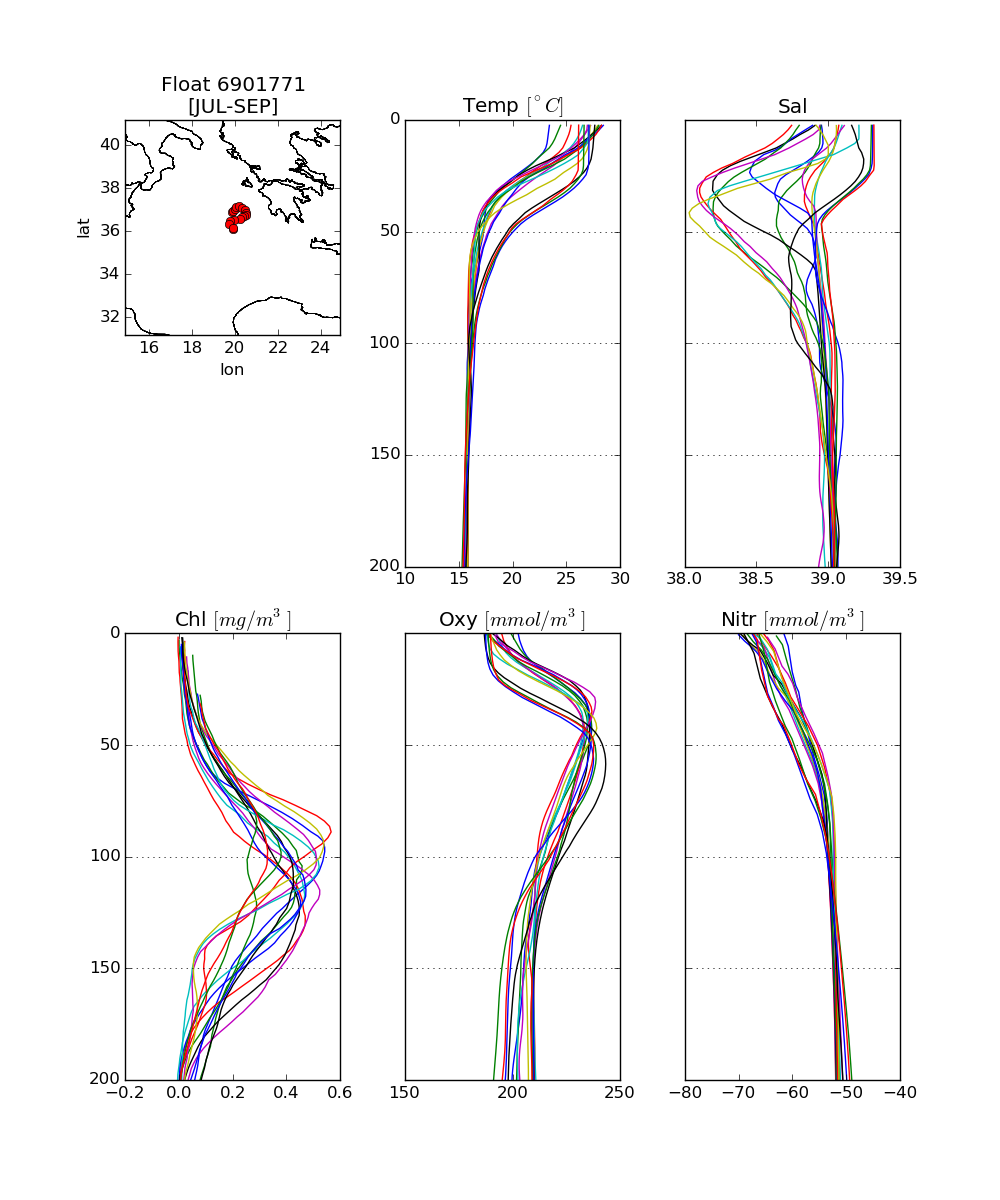 Float 6901771
[JUL-SEP]
Temp [°C]
Sal
lat
40
38
36
34
32
16 18 20 22 24
lon
0
50
100
150
200
10 15 20 25 30
38.0 38.5 39.0 39.5
Chl [mg/m³]
Oxy [mmol/m³]
Nitr [mmol/m³]
0
50
100
150
200
−0.2 0.0 0.2 0.4 0.6
150 200 250
−80 −70 −60 −50 −40